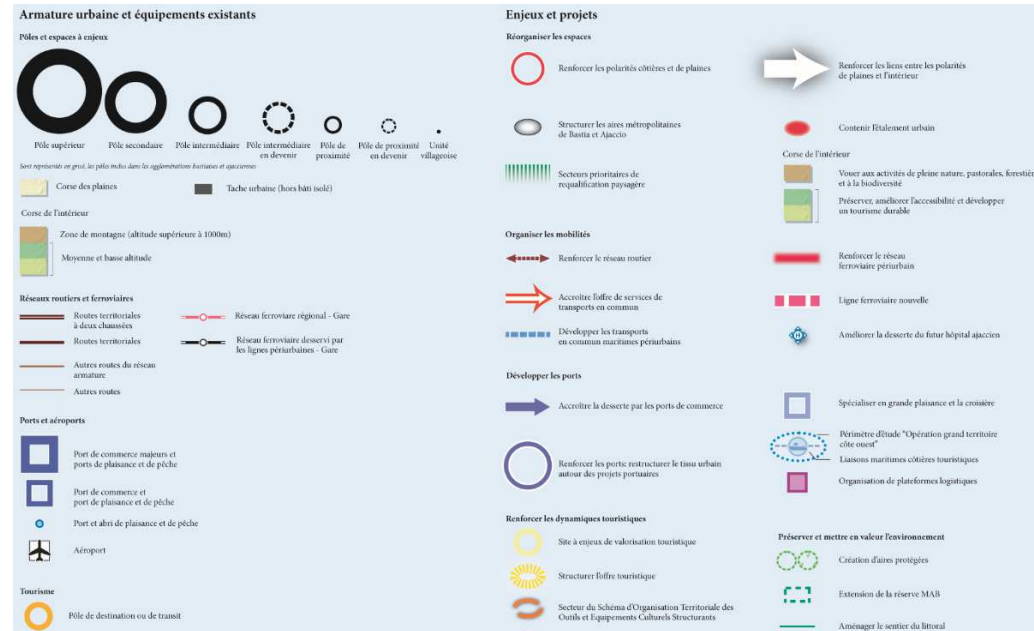 Armature urbaine et équipements existants
Pôles et espaces à enjeux
Pôle supérieur
Pôle secondaire
Pôle intermédiaire
Pôle intermédiaire
en devenir
Pôle de
proximité
Pôle de proximité
en devenir
Unité
villageoise
Sont représentés en grisé, les pôles inclus dans les agglomérations bastiaises et ajacciennes
Corse des plaines
Tache urbaine (hors bâti isolé)
Corse de l'intérieur
Zone de montagne (altitude supérieure à 1000m)
Moyenne et basse altitude
Réseaux routiers et ferroviaires
Routes territoriales
à deux chaussées
Routes territoriales
Autres routes du réseau
armature
Autres routes
Réseau ferroviare régional - Gare
Réseau ferroviaire desservi par
les lignes périurbaines - Gare
Ports et aéroports
Port de commerce majeurs et
ports de plaisance et de pêche
Port de commerce et
port de plaisance et de pêche
Port et abri de plaisance et de pêche
Aéroport
Tourisme
Pôle de destination ou de transit
Enjeux et projets
Réorganiser les espaces
Renforcer les polarités côtières et de plaines
Structurer les aires métropolitaines
de Bastia et Ajaccio
Secteurs prioritaires de
requalification paysagère
Renforcer les liens entre les polarités
de plaines et l'intérieur
Contenir l'étalement urbain
Corse de l'intérieur
Vouer aux activités de pleine nature, pastorales, forestiè
et à la biodiversité
Préserver, améliorer l'accessibilité et développer
un tourisme durable
Organiser les mobilités
Renforcer le réseau routier
Accroître l'offre de services de
transports en commun
Développer les transports
en commun maritimes périurbains
Renforcer le réseau
ferroviaire périurbain
Ligne ferroviaire nouvelle
H
Améliorer la desserte du futur hôpital ajaccien
Développer les ports
Accroître la desserte par les ports de commerce
Renforcer les ports: restructurer le tissu urbain
autour des projets portuaires
Spécialiser en grande plaisance et la croisière
Périmètre d'étude "Opération grand territoire
côte ouest"
Liaisons maritimes côtières touristiques
Organisation de plateformes logistiques
Renforcer les dynamiques touristiques
Site à enjeux de valorisation touristique
Structurer l'offre touristique
Secteur du Schéma d'Organisation Territoriale des
Outils et Equipements Culturels Structurants
Préserver et mettre en valeur l'environnement
?
Création d'aires protégées
Extension de la réserve MAB
Aménager le sentier du littoral